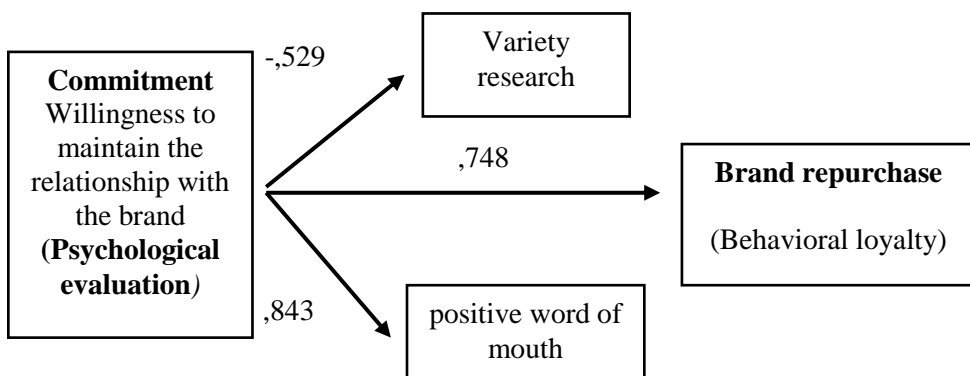 Commitment
Willingness to
maintain the
relationship with
the brand
(Psychological
evaluation)
-,529
Variety
research
,748
Brand repurchase
(Behavioral loyalty)
,843
positive word of
mouth